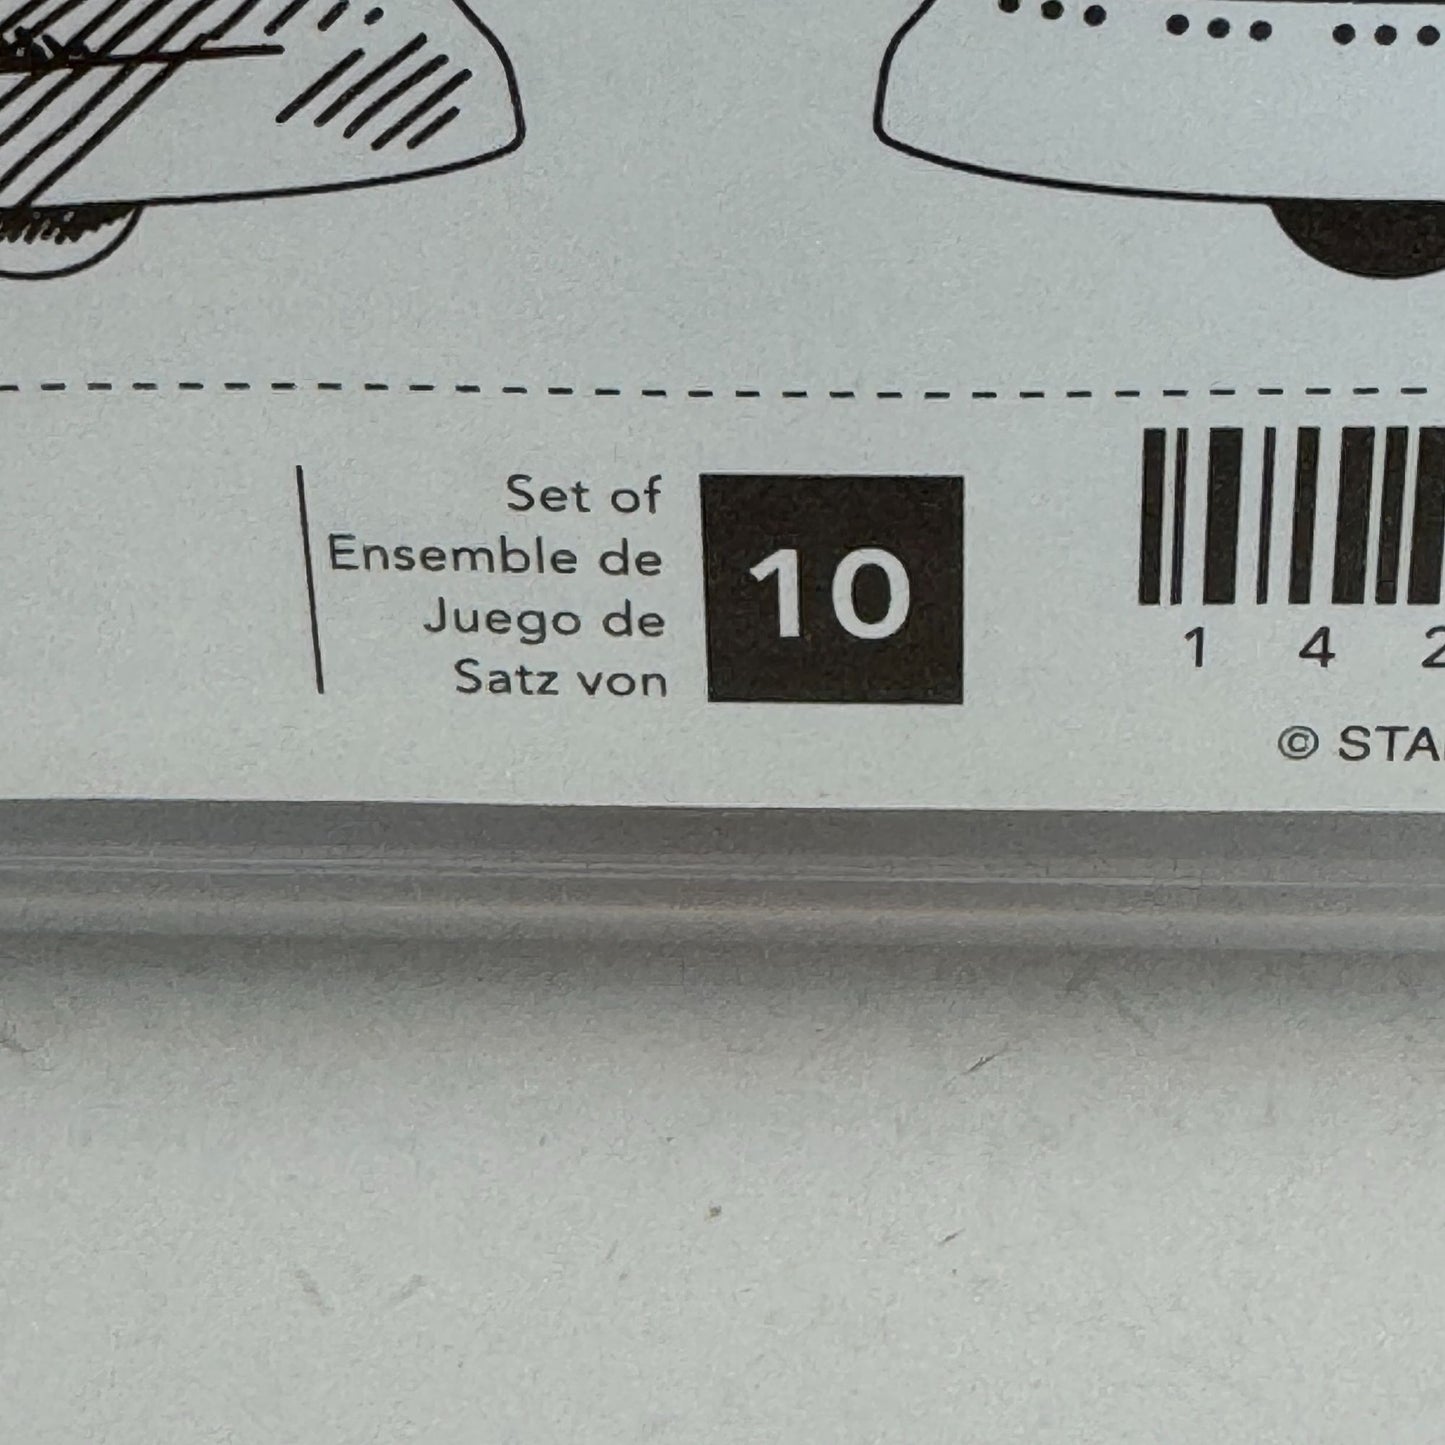 Set of
Ensemble de
Juego de
Satz von
10
1 4 2
© STA